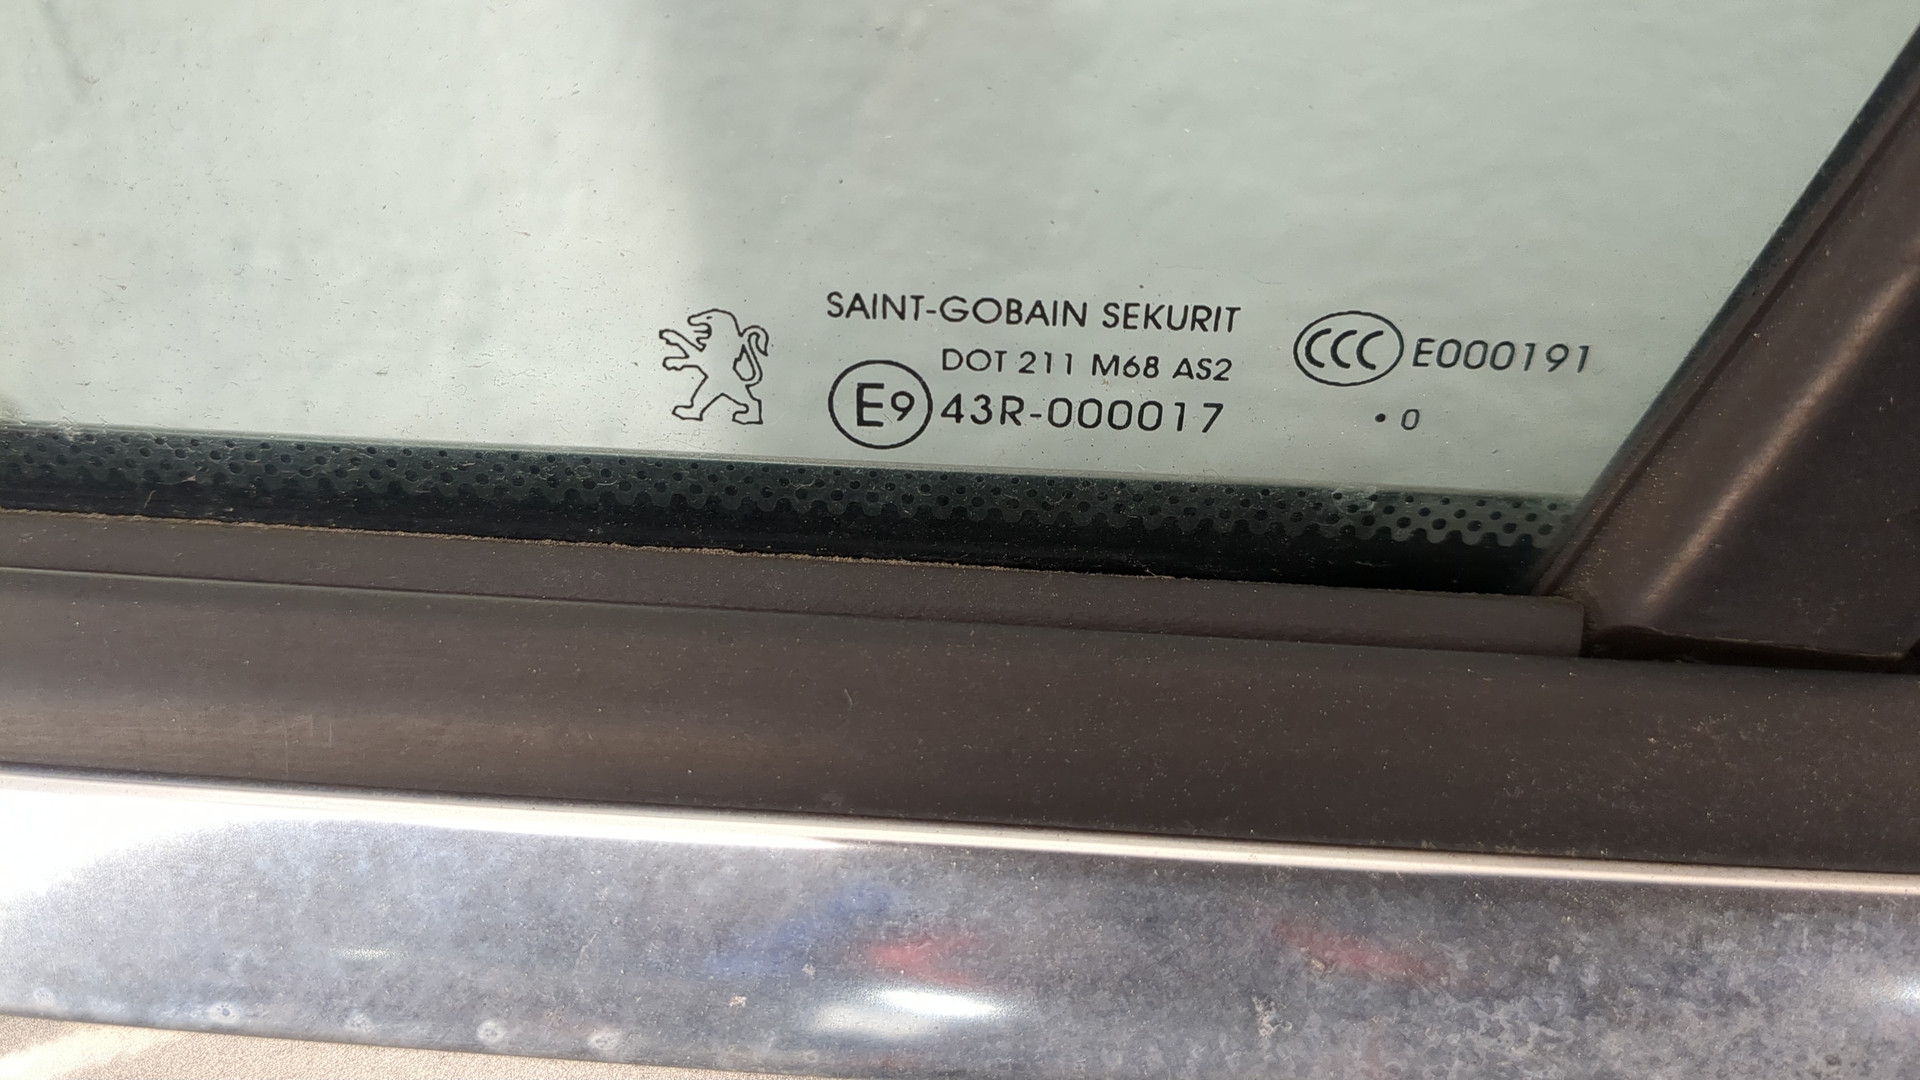 SAINT-GOBAIN SEKURIT
DOT 211 M68 AS2
E9 43R-000017
CCC E000191
• 0